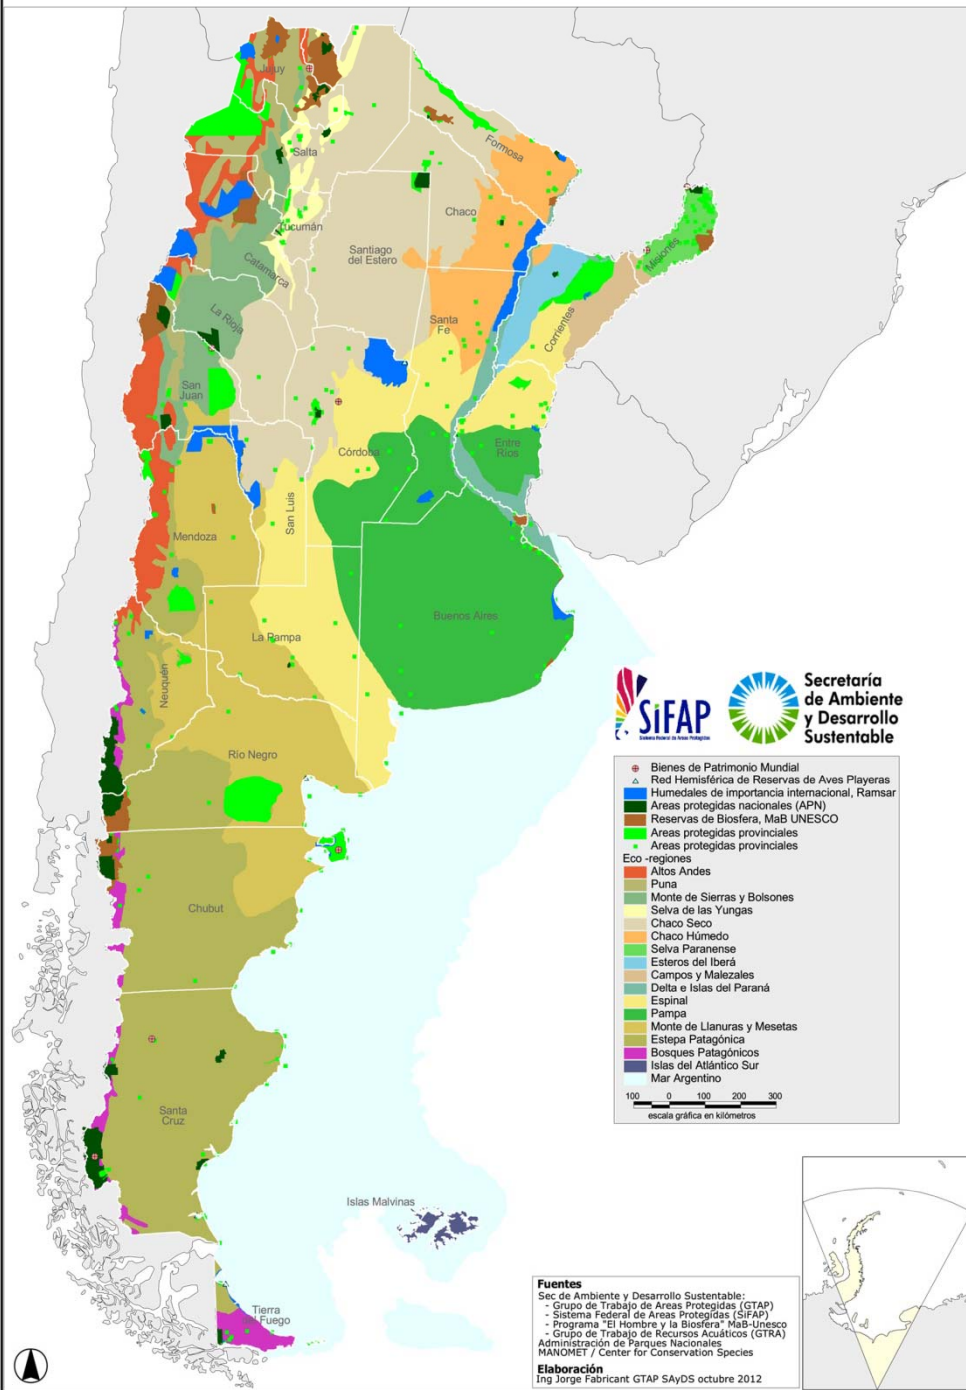 Jujuy
Salta
Formosa
Chaco
Tucumán
Santiago
del Estero
Catamarca
Misiones
La Rioja
Santa
Fe
Corrientes
San
Juan
Córdoba
Entre
Ríos
San Luis
Mendoza
Buenos Aires
La Pampa
Neuquén
Río Negro
Chubut
Santa
Cruz
Islas Malvinas
Tierra
del Fuego
SiFAP
Sistema Federal de Areas Protegidas
Secretaría
de Ambiente
y Desarrollo
Sustentable
Bienes de Patrimonio Mundial
Red Hemisférica de Reservas de Aves Playeras
Humedales de importancia internacional, Ramsar
Areas protegidas nacionales (APN)
Reservas de Biosfera, MaB UNESCO
Areas protegidas provinciales
Areas protegidas provinciales
Eco -regiones
Altos Andes
Puna
Monte de Sierras y Bolsones
Selva de las Yungas
Chaco Seco
Chaco Húmedo
Selva Paranense
Esteros del Iberá
Campos y Malezales
Delta e Islas del Paraná
Espinal
Pampa
Monte de Llanuras y Mesetas
Estepa Patagónica
Bosques Patagónicos
Islas del Atlántico Sur
Mar Argentino
100 0 100 200 300
escala gráfica en kilómetros
Fuentes
Sec de Ambiente y Desarrollo Sustentable:
- Grupo de Trabajo de Areas Protegidas (GTAP)
- Sistema Federal de Areas Protegidas (SiFAP)
- Programa "El Hombre y la Biosfera" MaB-Unesco
- Grupo de Trabajo de Recursos Acuáticos (GTRA)
Administración de Parques Nacionales
MANOMET / Center for Conservation Species
Elaboración
Ing Jorge Fabricant GTAP SAyDS octubre 2012